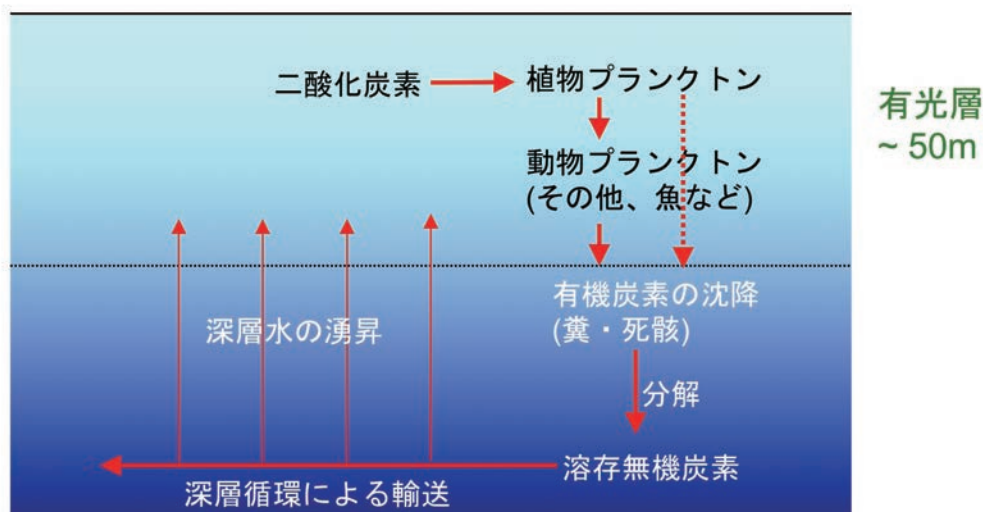 二酸化炭素
植物プランクトン
有光層
~ 50m
動物プランクトン
(その他、魚など)
有機炭素の沈降
(糞・死骸)
深層水の湧昇
分解
溶存無機炭素
深層循環による輸送